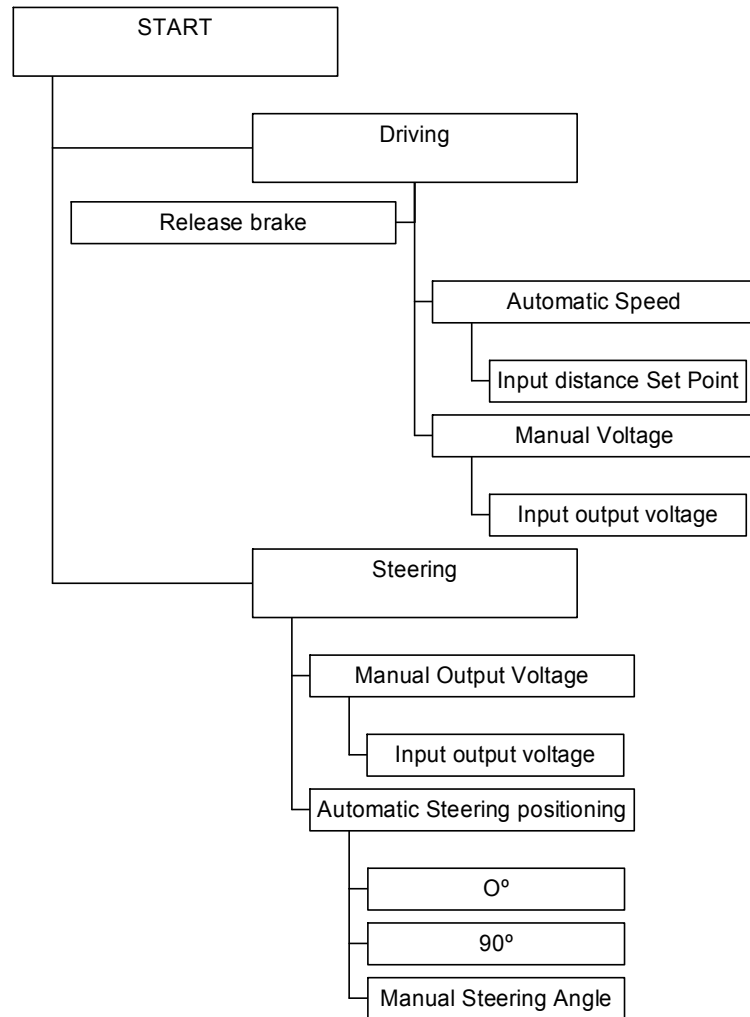 START
Driving
Release brake
Automatic Speed
Input distance Set Point
Manual Voltage
Input output voltage
Steering
Manual Output Voltage
Input output voltage
Automatic Steering positioning
Oº
90º
Manual Steering Angle